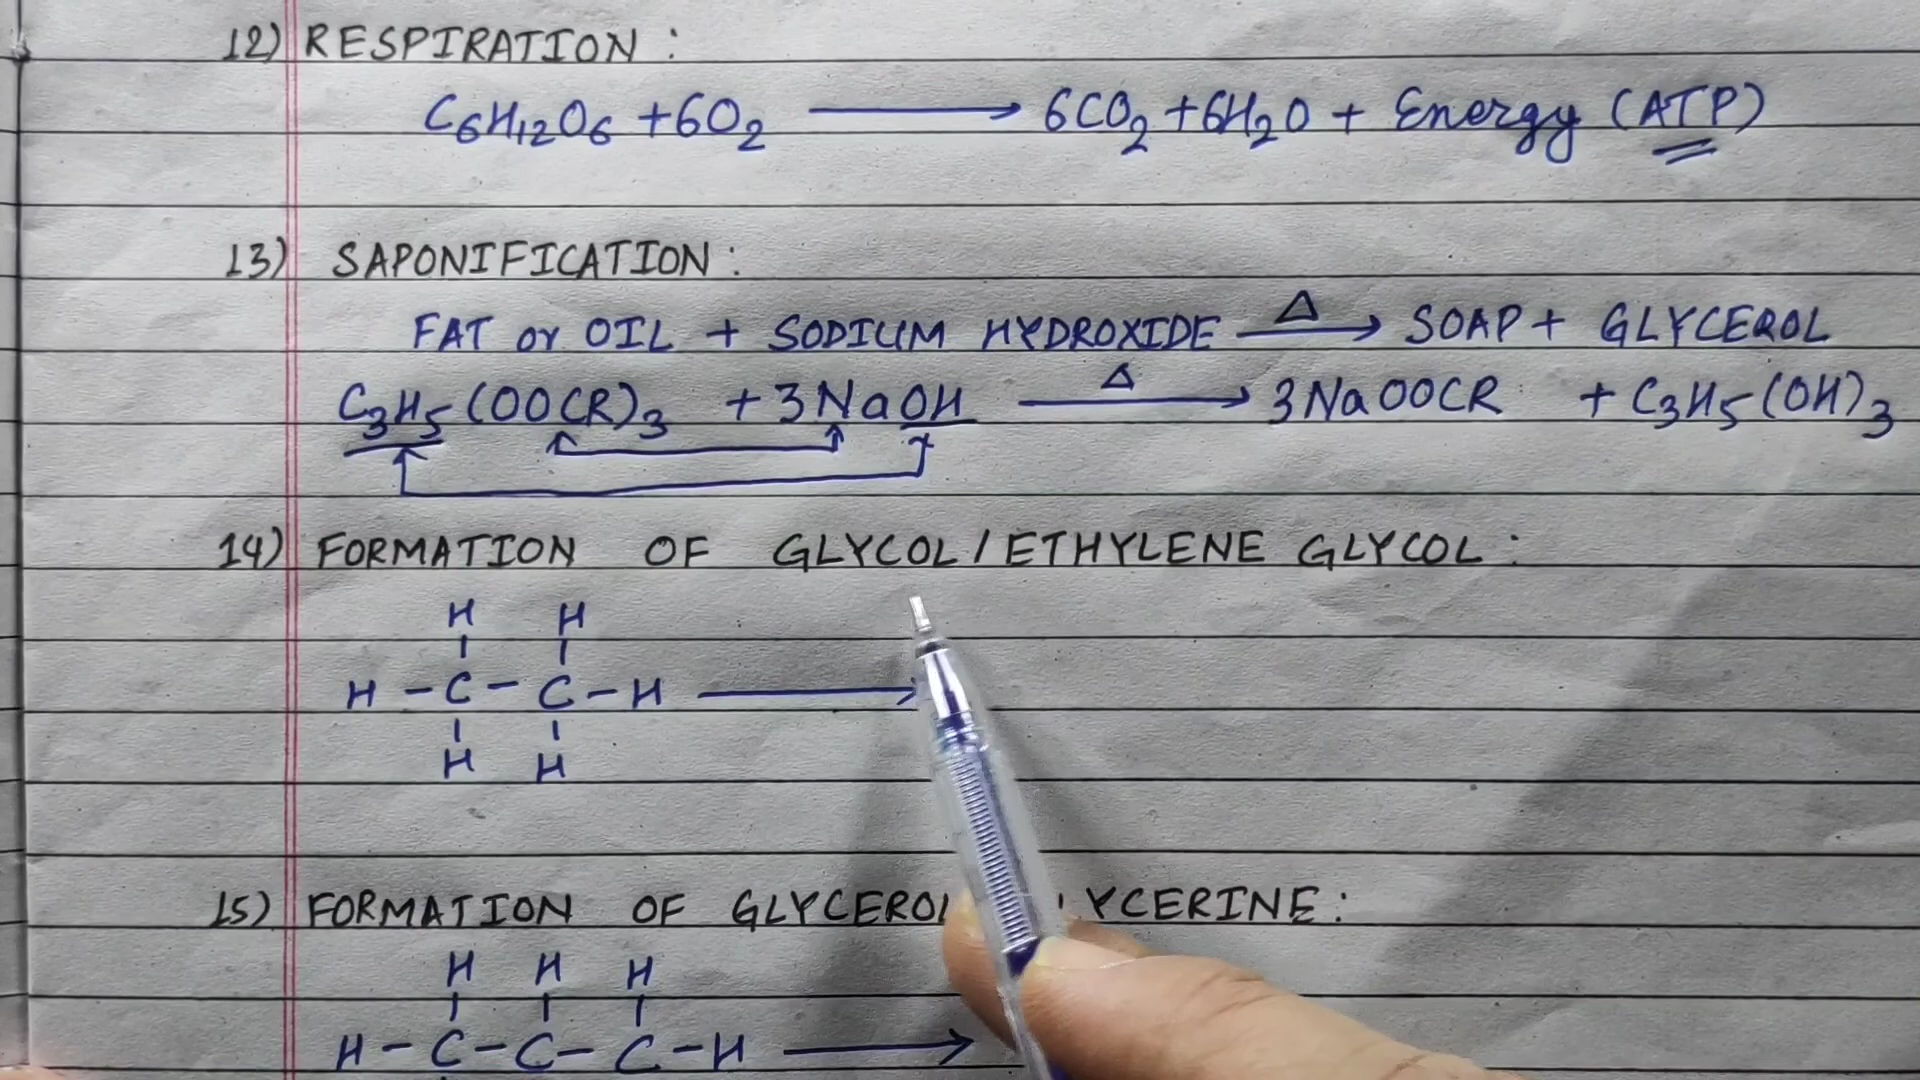 12) RESPIRATION :
C₆H₁₂O₆ + 6O₂ ⟶ 6CO₂ + 6H₂O + Energy (ATP)
13) SAPONIFICATION :
FAT or OIL + SODIUM HYDROXIDE —Δ→ SOAP + GLYCEROL
C₃H₅(OOCR)₃ + 3NaOH —Δ→ 3NaOOCR + C₃H₅(OH)₃
14) FORMATION OF GLYCOL / ETHYLENE GLYCOL :
H H
H - C - C - H ⟶
H H
15) FORMATION OF
H H H
H - C - C - C - H ⟶